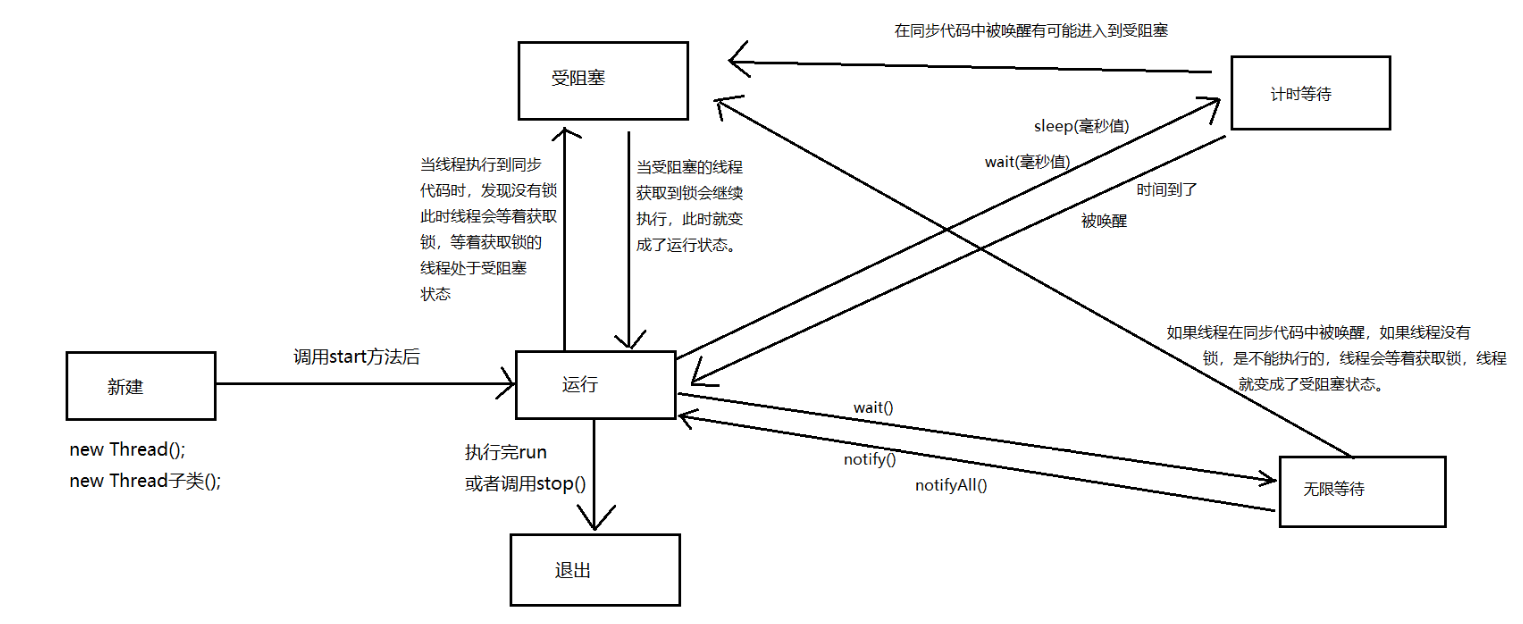 在同步代码中被唤醒有可能进入到受阻塞
受阻塞
计时等待
sleep(毫秒值)
wait(毫秒值)
时间到了
被唤醒
当线程执行到同步
代码时，发现没有锁
此时线程会等着获取
锁，等着获取锁的
线程处于受阻塞
状态
当受阻塞的线程
获取到锁会继续
执行，此时就变
成了运行状态。
如果线程在同步代码中被唤醒，如果线程没有
锁，是不能执行的，线程会等着获取锁，线程
就变成了受阻塞状态。
调用start方法后
新建
运行
new Thread();
new Thread子类();
wait()
notify()
notifyAll()
无限等待
执行完run
或者调用stop()
退出